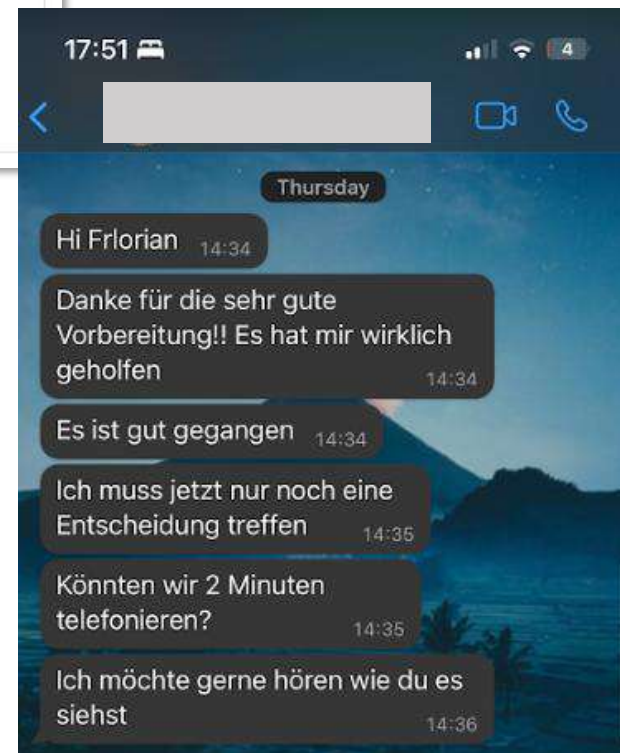 17:51
4
Thursday
Hi Frlorian 14:34
Danke für die sehr gute
Vorbereitung!! Es hat mir wirklich
geholfen 14:34
Es ist gut gegangen 14:34
Ich muss jetzt nur noch eine
Entscheidung treffen 14:35
Könnten wir 2 Minuten
telefonieren? 14:35
Ich möchte gerne hören wie du es
siehst 14:36